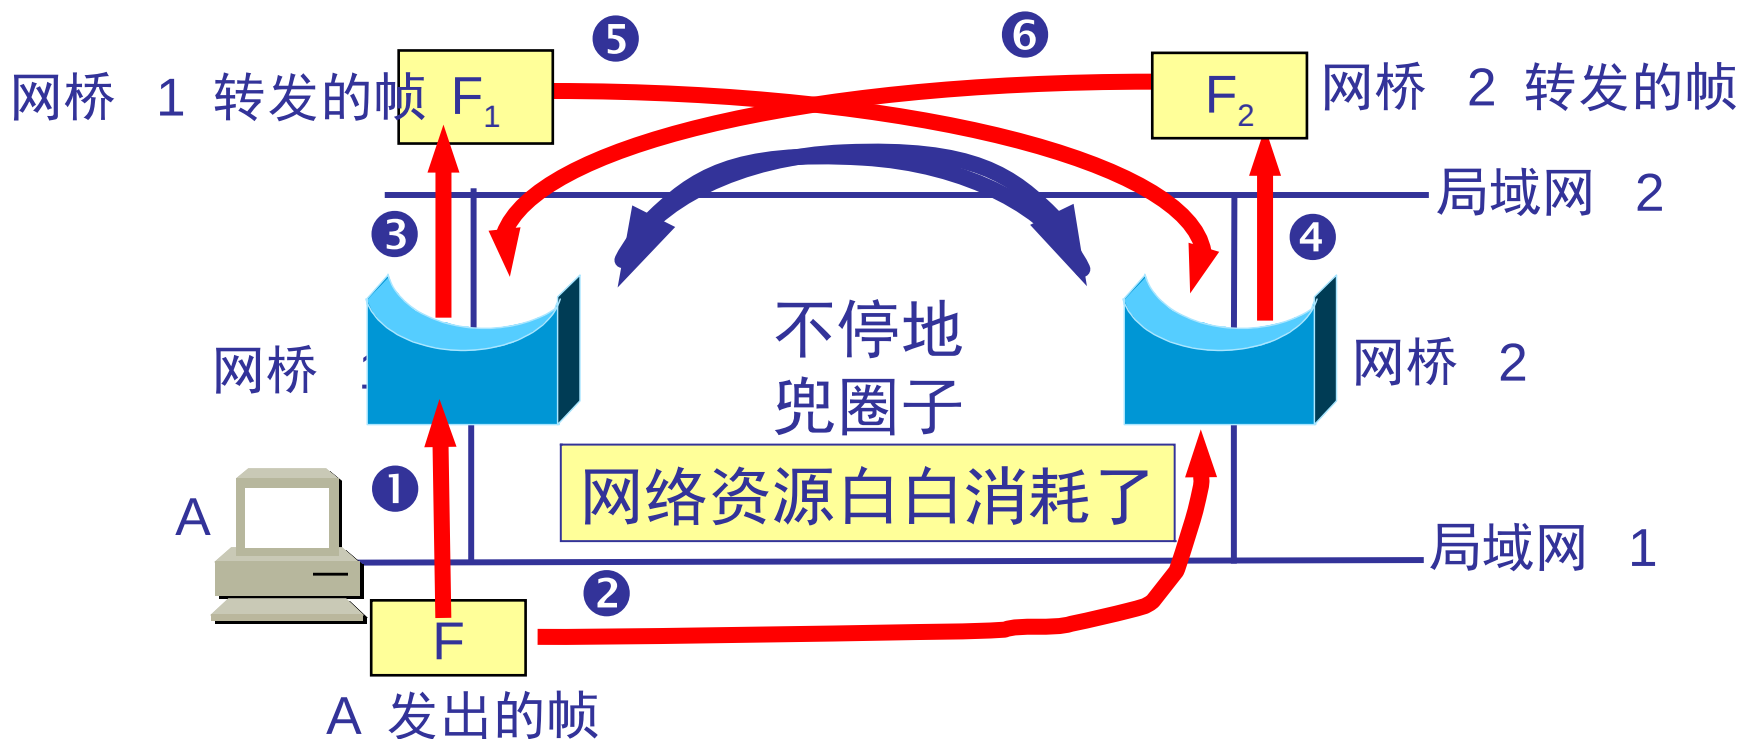 ❺ ❻
网桥 1 转发的帧 F1 F2 网桥 2 转发的帧
局域网 2
❸ ❹
不停地
网桥 1 网桥 2
兜圈子
网络资源白白消耗了
❶
A
局域网 1
❷
F
A 发出的帧